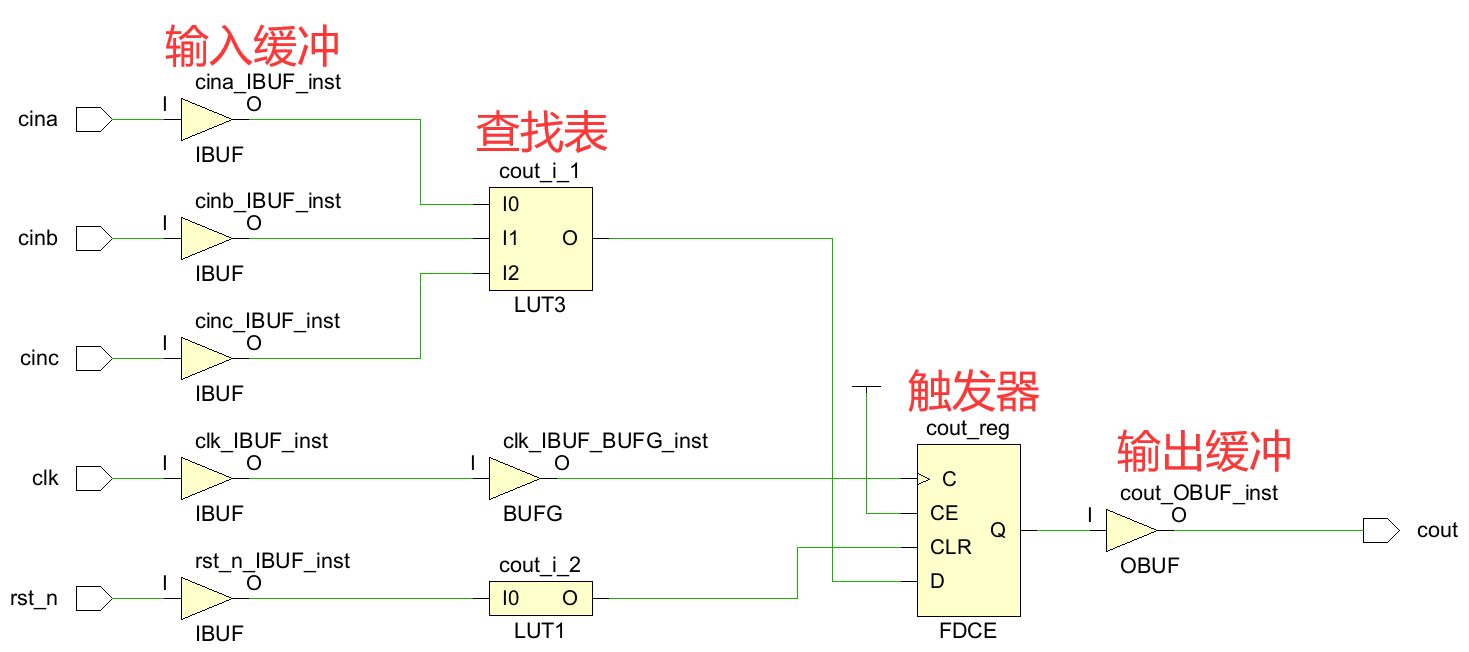 输入缓冲
cina_IBUF_inst
cina
I
O
IBUF
查找表
cout_i_1
I0
I1
I2
O
LUT3
cinb_IBUF_inst
cinb
I
O
IBUF
cinc_IBUF_inst
cinc
I
O
IBUF
clk_IBUF_inst
clk
I
O
IBUF
clk_IBUF_BUFG_inst
I
O
BUFG
rst_n_IBUF_inst
rst_n
I
O
IBUF
cout_i_2
I0
O
LUT1
触发器
cout_reg
C
CE
CLR
D
Q
FDCE
输出缓冲
cout_OBUF_inst
I
O
OBUF
cout